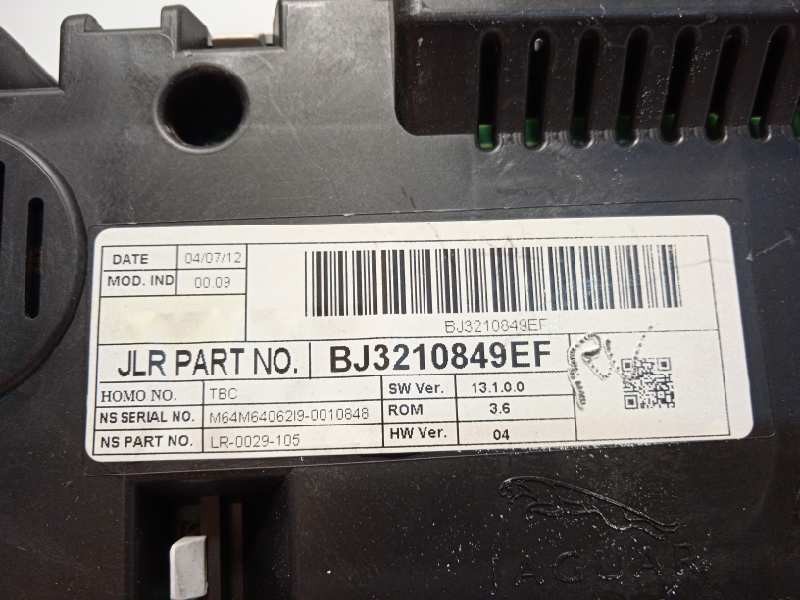 DATE 04/07/12
MOD. IND 00.09
BJ3210849EF
JLR PART NO. BJ3210849EF
HOMO NO. TBC SW Ver. 13.1.0.0
NS SERIAL NO. M64M64062I9-0010848 ROM 3.6
NS PART NO. LR-0029-105 HW Ver. 04
JAGUAR